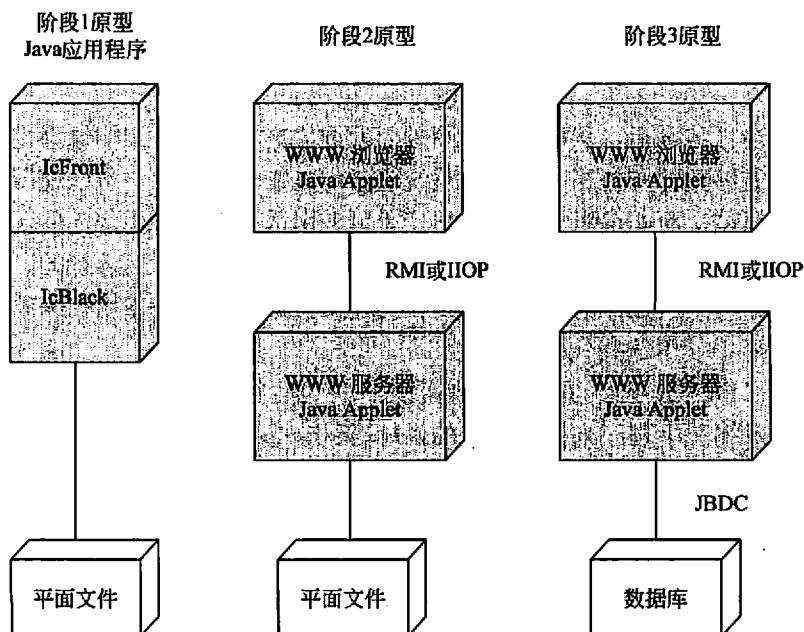 阶段1原型
Java应用程序
IcFront
IcBlack
平面文件
阶段2原型
WWW 浏览器
Java Applet
RMI或IIOP
WWW 服务器
Java Applet
平面文件
阶段3原型
WWW 浏览器
Java Applet
RMI或IIOP
WWW 服务器
Java Applet
JBDC
数据库